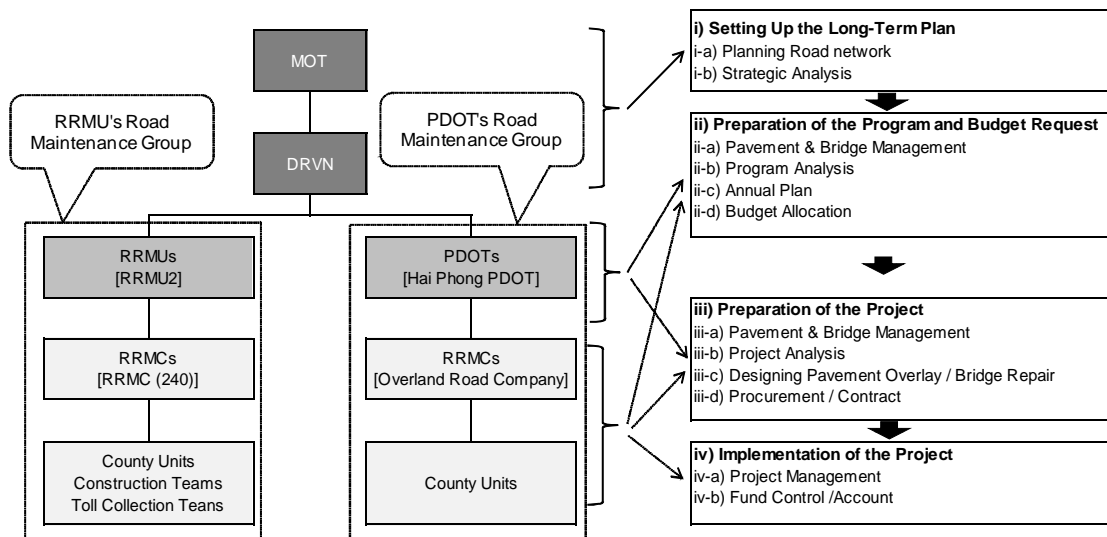 MOT
DRVN
RRMU's Road
Maintenance Group
PDOT's Road
Maintenance Group
RRMUs
[RRMU2]
PDOTs
[Hai Phong PDOT]
RRMCs
[RRMC (240)]
RRMCs
[Overland Road Company]
County Units
Construction Teams
Toll Collection Teans
County Units
i) Setting Up the Long-Term Plan
i-a) Planning Road network
i-b) Strategic Analysis
ii) Preparation of the Program and Budget Request
ii-a) Pavement & Bridge Management
ii-b) Program Analysis
ii-c) Annual Plan
ii-d) Budget Allocation
iii) Preparation of the Project
iii-a) Pavement & Bridge Management
iii-b) Project Analysis
iii-c) Designing Pavement Overlay / Bridge Repair
iii-d) Procurement / Contract
iv) Implementation of the Project
iv-a) Project Management
iv-b) Fund Control /Account